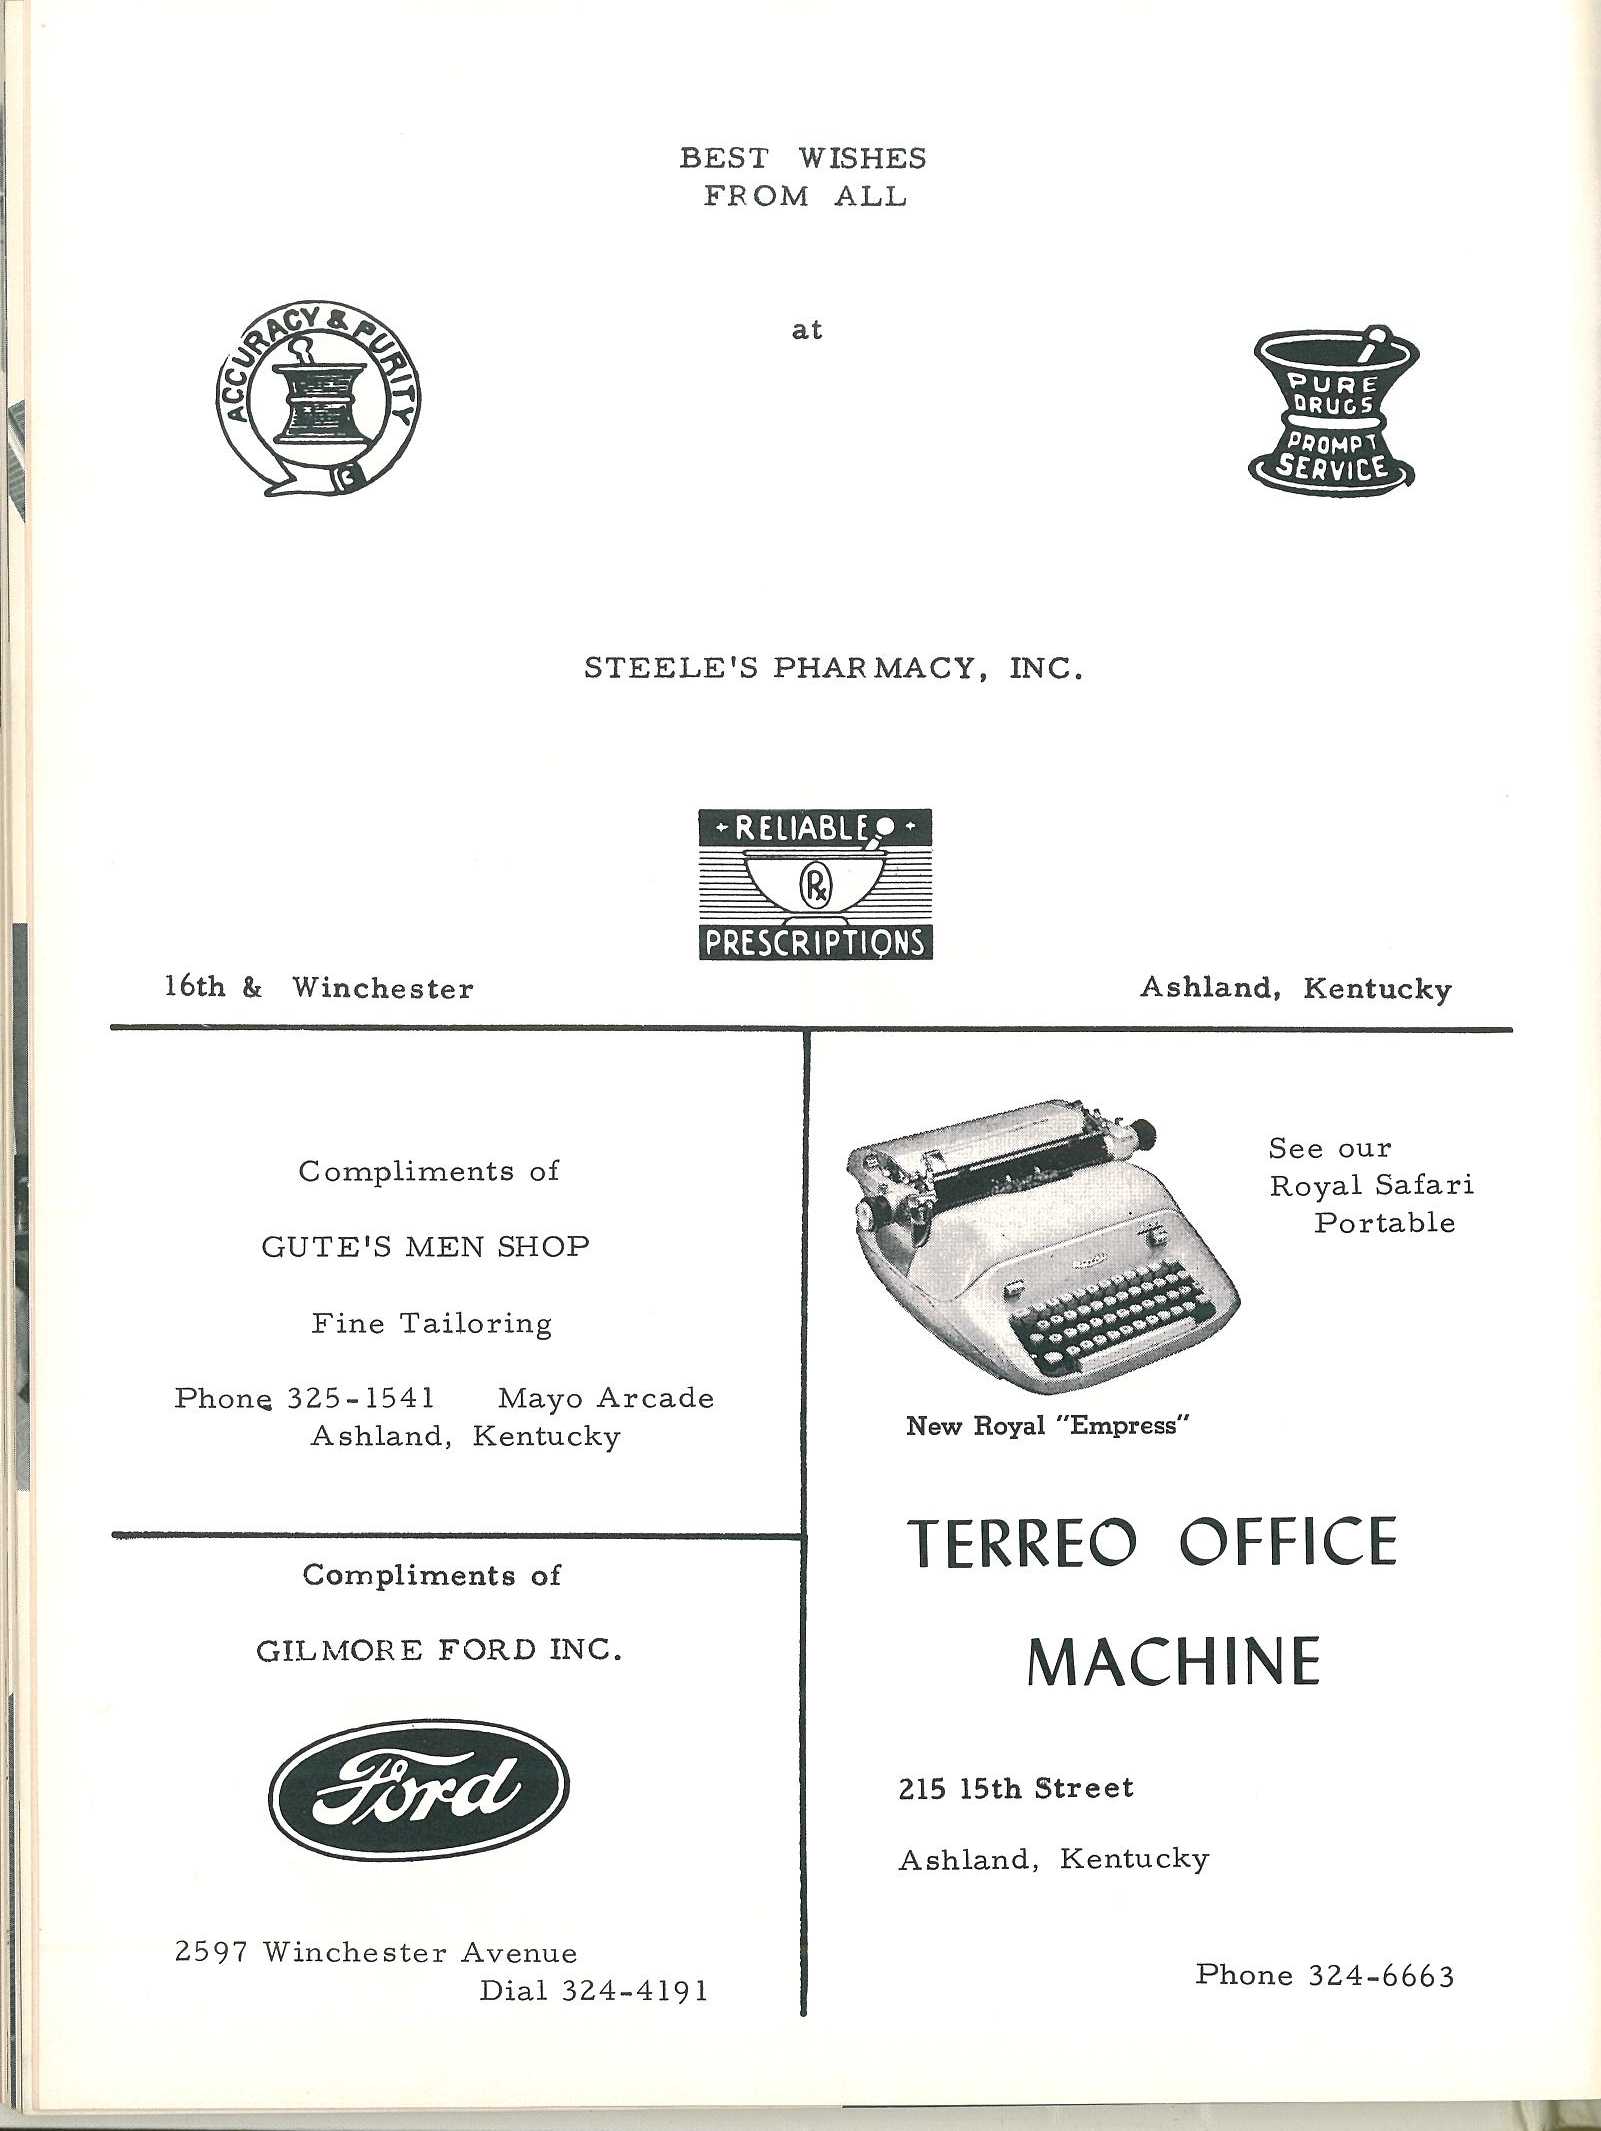 BEST WISHES
FROM ALL
at
ACCURACY & PURITY
PURE
DRUGS
PROMPT
SERVICE
STEELE'S PHARMACY, INC.
RELIABLE
Rx
PRESCRIPTIONS
16th & Winchester
Ashland, Kentucky
Compliments of
GUTE'S MEN SHOP
Fine Tailoring
Phone 325-1541 Mayo Arcade
Ashland, Kentucky
Compliments of
GILMORE FORD INC.
Ford
2597 Winchester Avenue
Dial 324-4191
See our
Royal Safari
Portable
New Royal "Empress"
TERREO OFFICE
MACHINE
215 15th Street
Ashland, Kentucky
Phone 324-6663